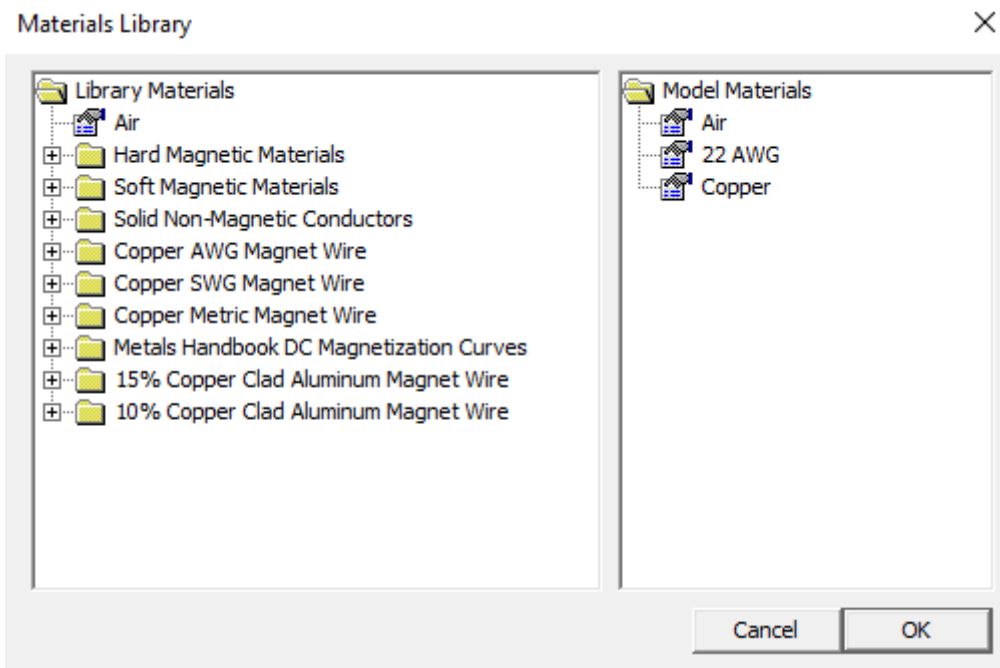 Materials Library
Library Materials
Air
Hard Magnetic Materials
Soft Magnetic Materials
Solid Non-Magnetic Conductors
Copper AWG Magnet Wire
Copper SWG Magnet Wire
Copper Metric Magnet Wire
Metals Handbook DC Magnetization Curves
15% Copper Clad Aluminum Magnet Wire
10% Copper Clad Aluminum Magnet Wire
Model Materials
Air
22 AWG
Copper
Cancel
OK